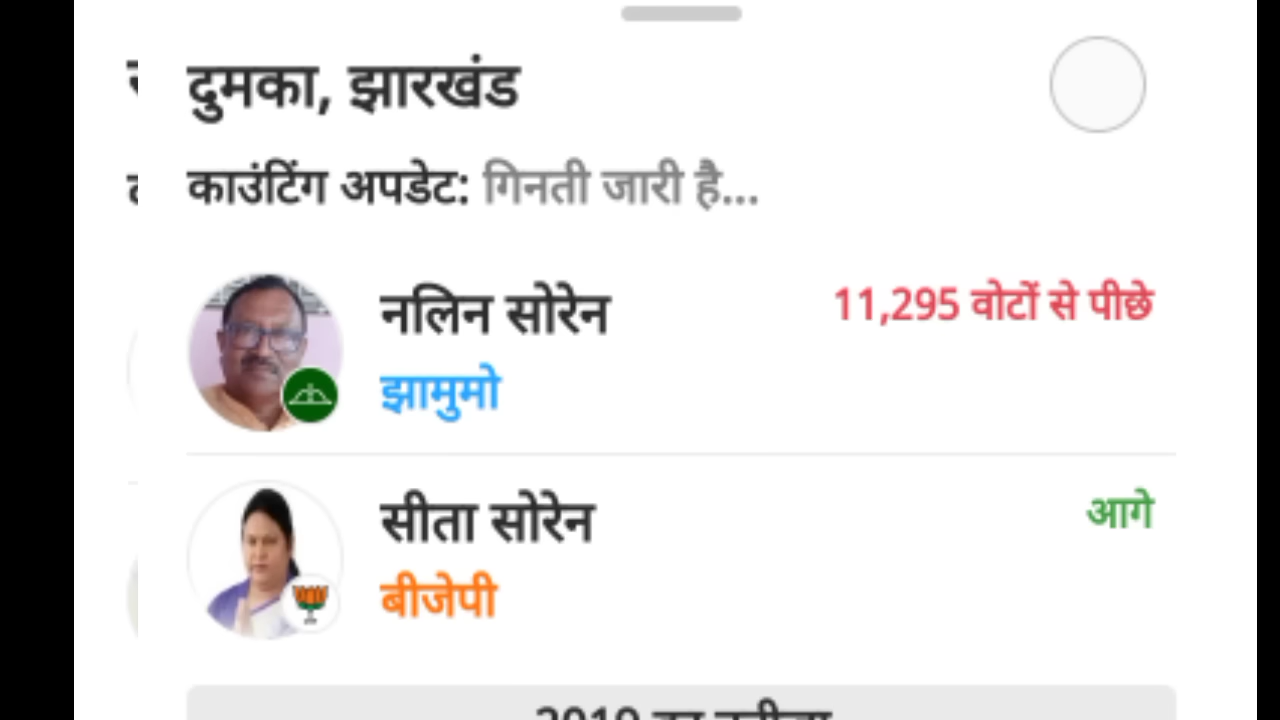 दुमका, झारखंड
काउंटिंग अपडेट: गिनती जारी है...
नलिन सोरेन
11,295 वोटों से पीछे
झामुमो
सीता सोरेन
आगे
बीजेपी